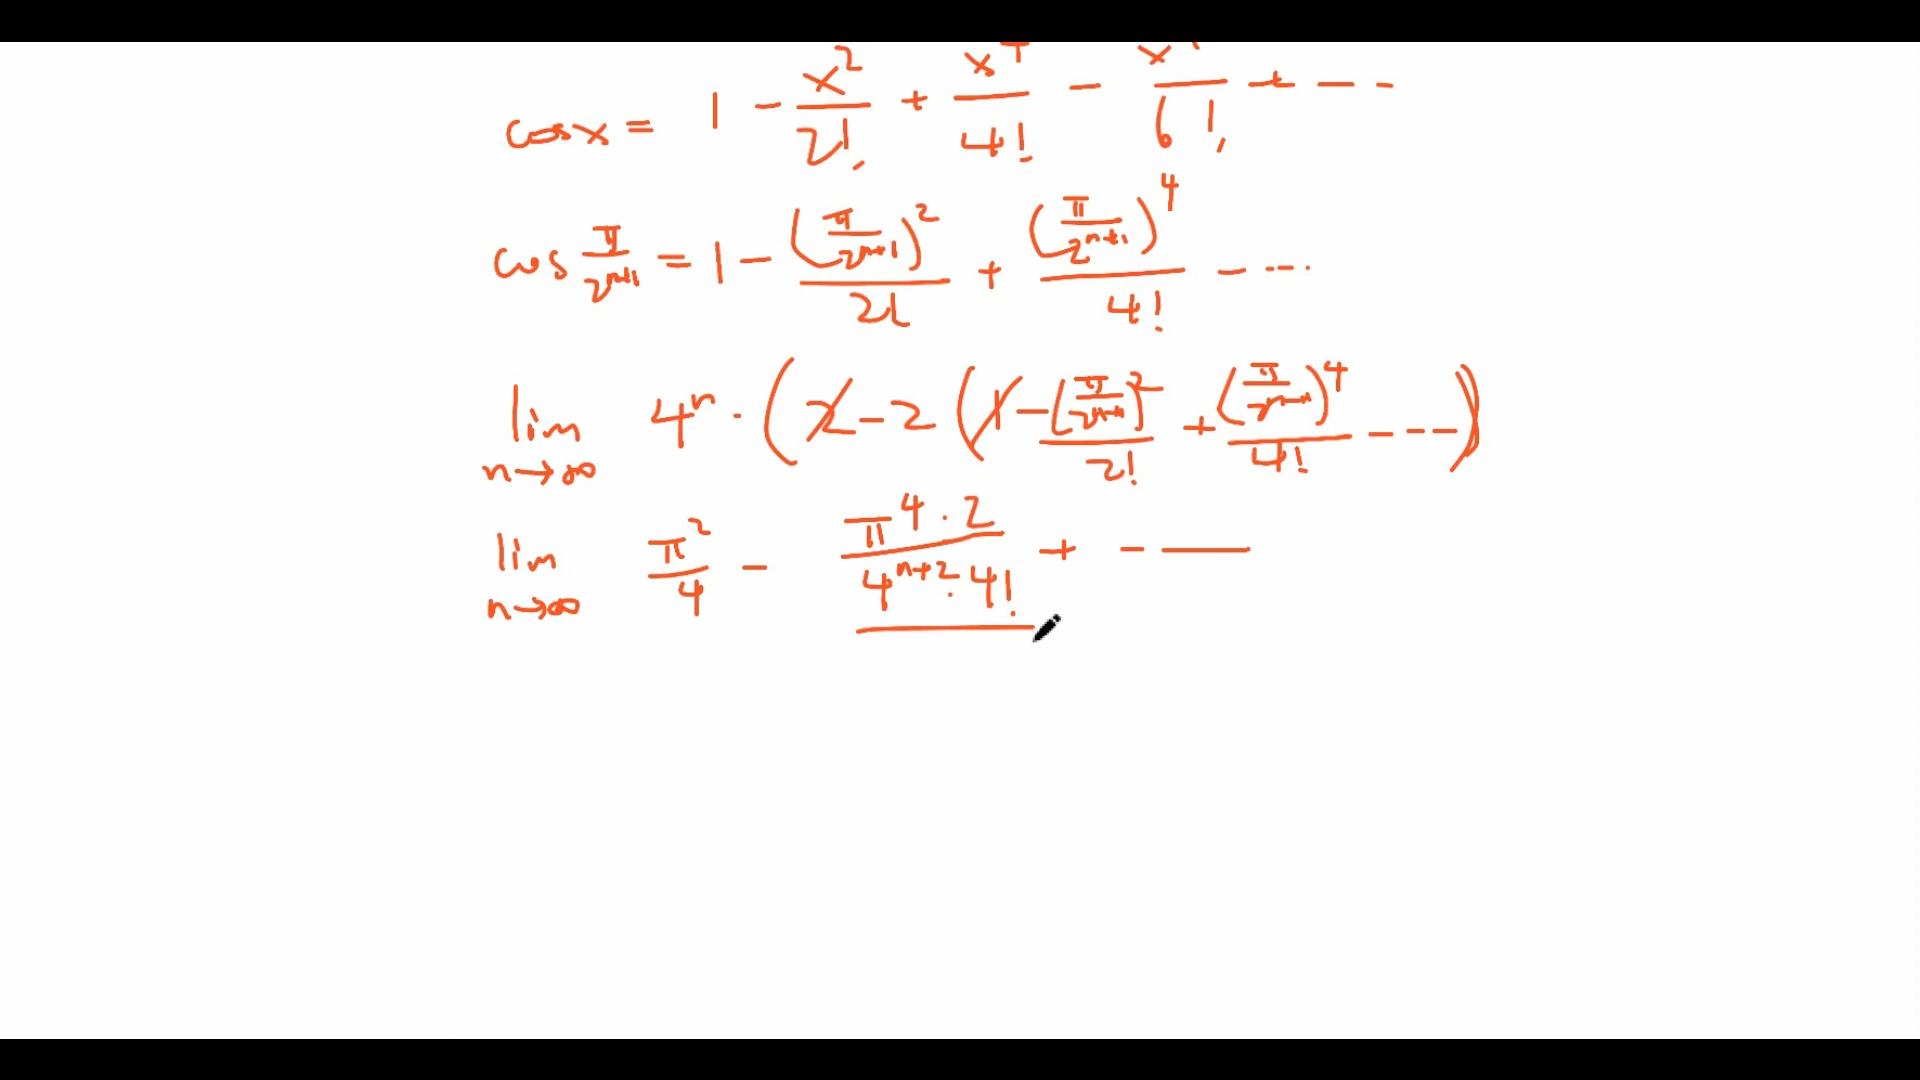 cos x = 1 - x²/2! + x⁴/4! - x/6! + - - -
cos π/2ⁿ⁺¹ = 1 - (π/2ⁿ⁺¹)²/2! + (π/2ⁿ⁺¹)⁴/4! - ...
lim n→∞ 4ⁿ · (2 - 2 (1 - (π/2ⁿ⁺¹)²/2! + (π/2ⁿ⁺¹)⁴/4! - - - -))
lim n→∞ π²/4 - π⁴ · 2/4ⁿ⁺² · 4! + - —